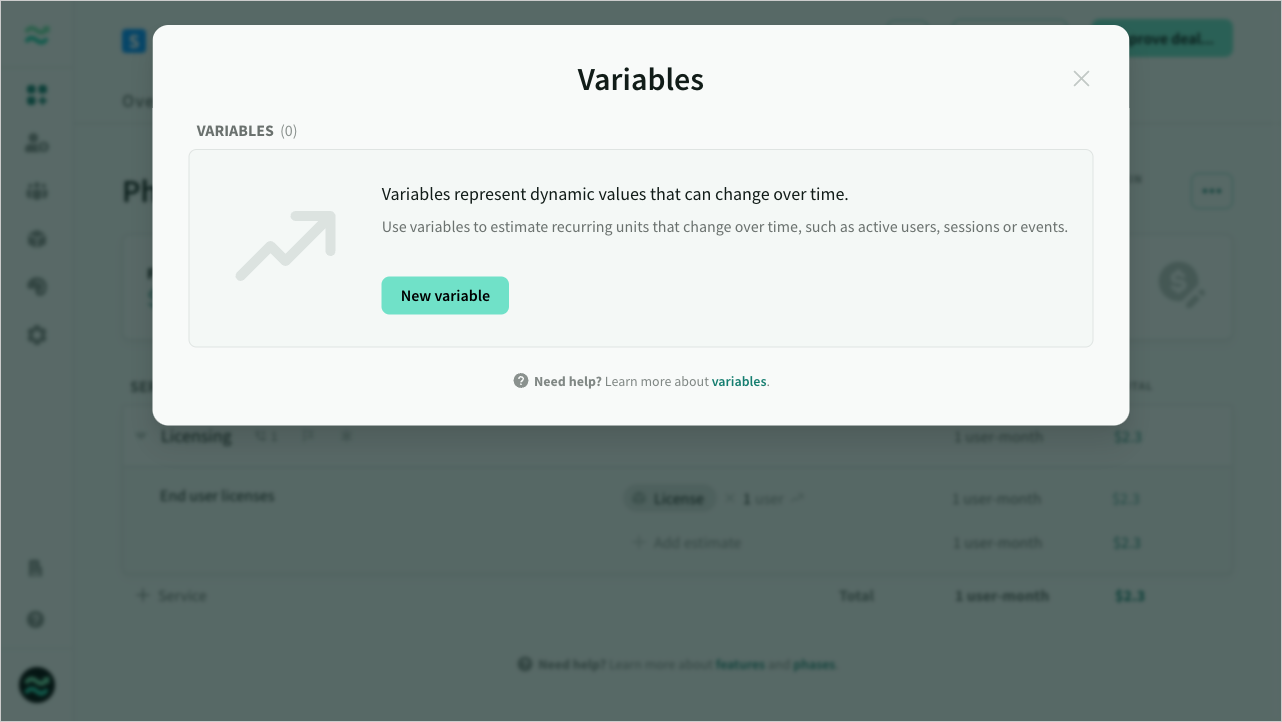 S
prove deal...
Variables
VARIABLES (0)
Variables represent dynamic values that can change over time.
Use variables to estimate recurring units that change over time, such as active users, sessions or events.
New variable
Need help? Learn more about variables.
Licensing 1 1 user-month $2.3
End user licenses License × 1 user 1 user-month $2.3
+ Add estimate 1 user-month $2.3
+ Service Total 1 user-month $2.3
Need help? Learn more about features and phases.